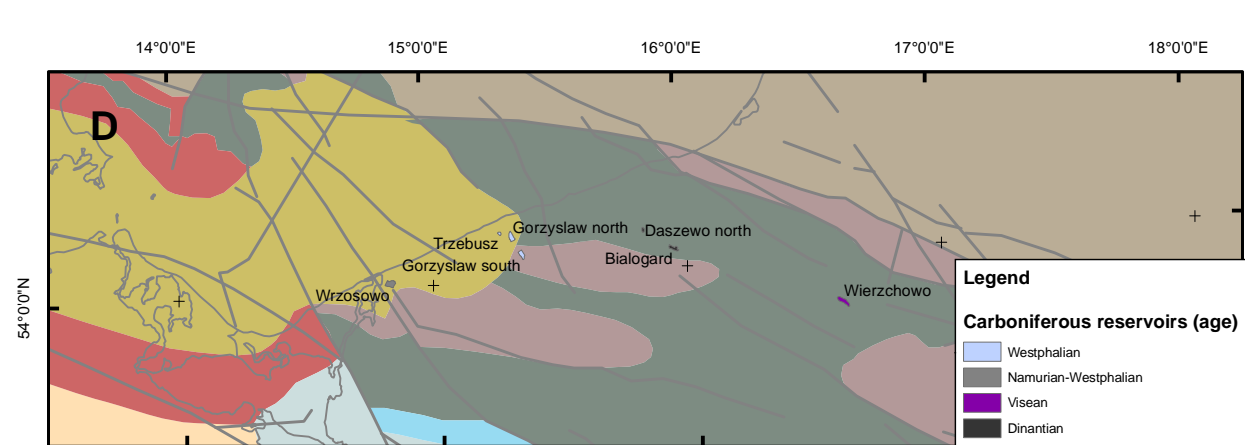 14°0'0"E
15°0'0"E
16°0'0"E
17°0'0"E
18°0'0"E
D
Gorzyslaw north
Daszewo north
Trzebusz
Gorzyslaw south
Bialogard
Wrzosowo
Wierzchowo
54°0'0"N
Legend
Carboniferous reservoirs (age)
Westphalian
Namurian-Westphalian
Visean
Dinantian